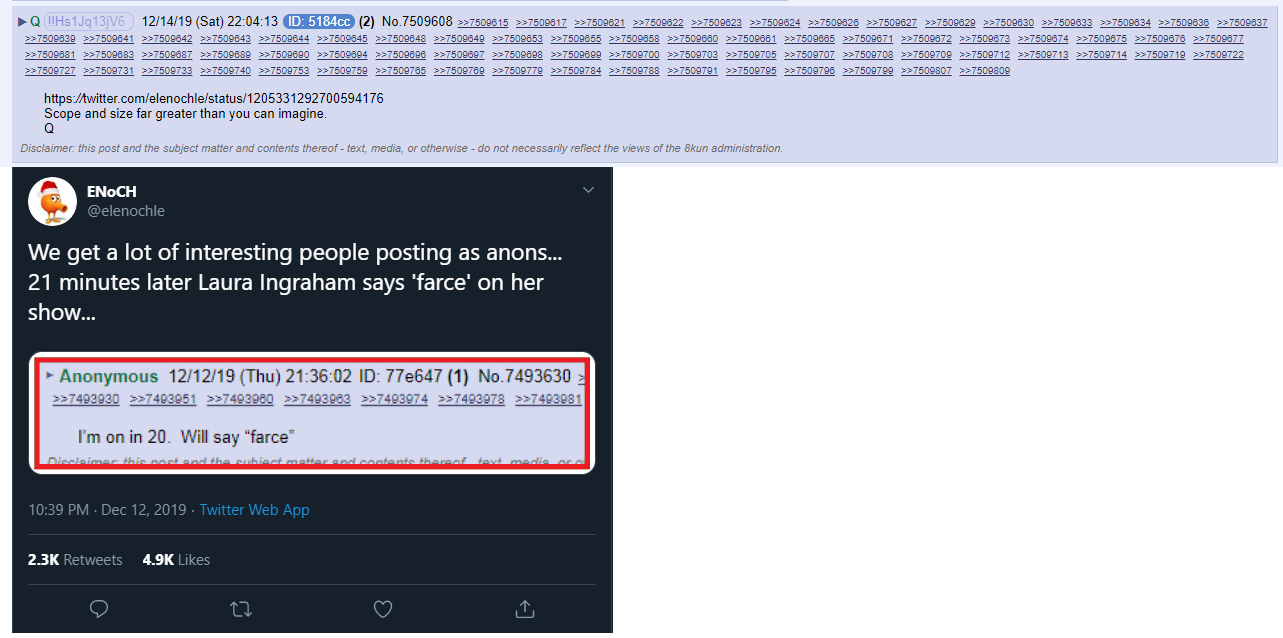 ▶ Q !!Hs1Jq13jV6 12/14/19 (Sat) 22:04:13 ID: 5184cc (2) No.7509608 >>7509615 >>7509617 >>7509621 >>7509622 >>7509623 >>7509624 >>7509626 >>7509627 >>7509629 >>7509630 >>7509633 >>7509634 >>7509636 >>7509637
>>7509639 >>7509641 >>7509642 >>7509643 >>7509644 >>7509645 >>7509648 >>7509649 >>7509653 >>7509655 >>7509658 >>7509660 >>7509661 >>7509665 >>7509671 >>7509672 >>7509673 >>7509674 >>7509675 >>7509676 >>7509677
>>7509681 >>7509683 >>7509687 >>7509689 >>7509690 >>7509694 >>7509696 >>7509697 >>7509698 >>7509699 >>7509700 >>7509703 >>7509705 >>7509707 >>7509708 >>7509709 >>7509712 >>7509713 >>7509714 >>7509719 >>7509722
>>7509727 >>7509731 >>7509733 >>7509740 >>7509753 >>7509759 >>7509765 >>7509769 >>7509779 >>7509784 >>7509788 >>7509791 >>7509795 >>7509796 >>7509799 >>7509807 >>7509809
https://twitter.com/elenochle/status/1205331292700594176
Scope and size far greater than you can imagine.
Q
Disclaimer: this post and the subject matter and contents thereof - text, media, or otherwise - do not necessarily reflect the views of the 8kun administration.
ENoCH
@elenochle
We get a lot of interesting people posting as anons...
21 minutes later Laura Ingraham says 'farce' on her
show...
▶ Anonymous 12/12/19 (Thu) 21:36:02 ID: 77e647 (1) No.7493630 >
>>7493930 >>7493951 >>7493960 >>7493963 >>7493974 >>7493978 >>7493981
I'm on in 20. Will say “farce”
Disclaimer: this post and the subject matter and contents thereof - text, media, or o
10:39 PM · Dec 12, 2019 · Twitter Web App
2.3K Retweets 4.9K Likes